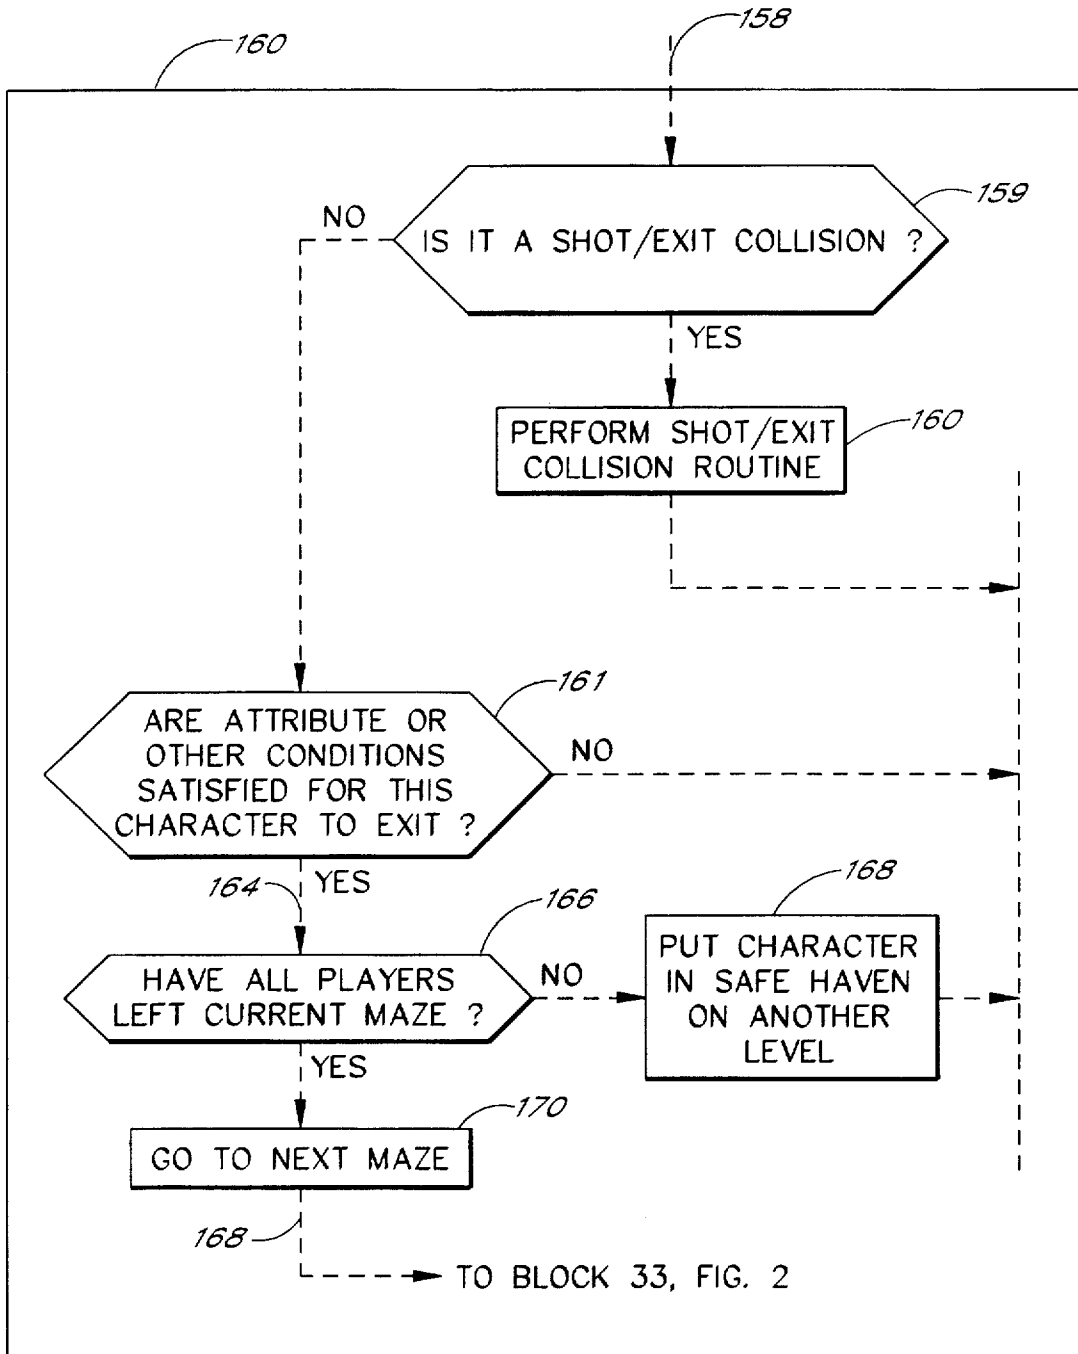 160
158
159
NO
IS IT A SHOT/EXIT COLLISION ?
YES
160
PERFORM SHOT/EXIT
COLLISION ROUTINE
161
ARE ATTRIBUTE OR
OTHER CONDITIONS
SATISFIED FOR THIS
CHARACTER TO EXIT ?
NO
164
YES
166
168
HAVE ALL PLAYERS
LEFT CURRENT MAZE ?
NO
PUT CHARACTER
IN SAFE HAVEN
ON ANOTHER
LEVEL
YES
170
GO TO NEXT MAZE
168
TO BLOCK 33, FIG. 2